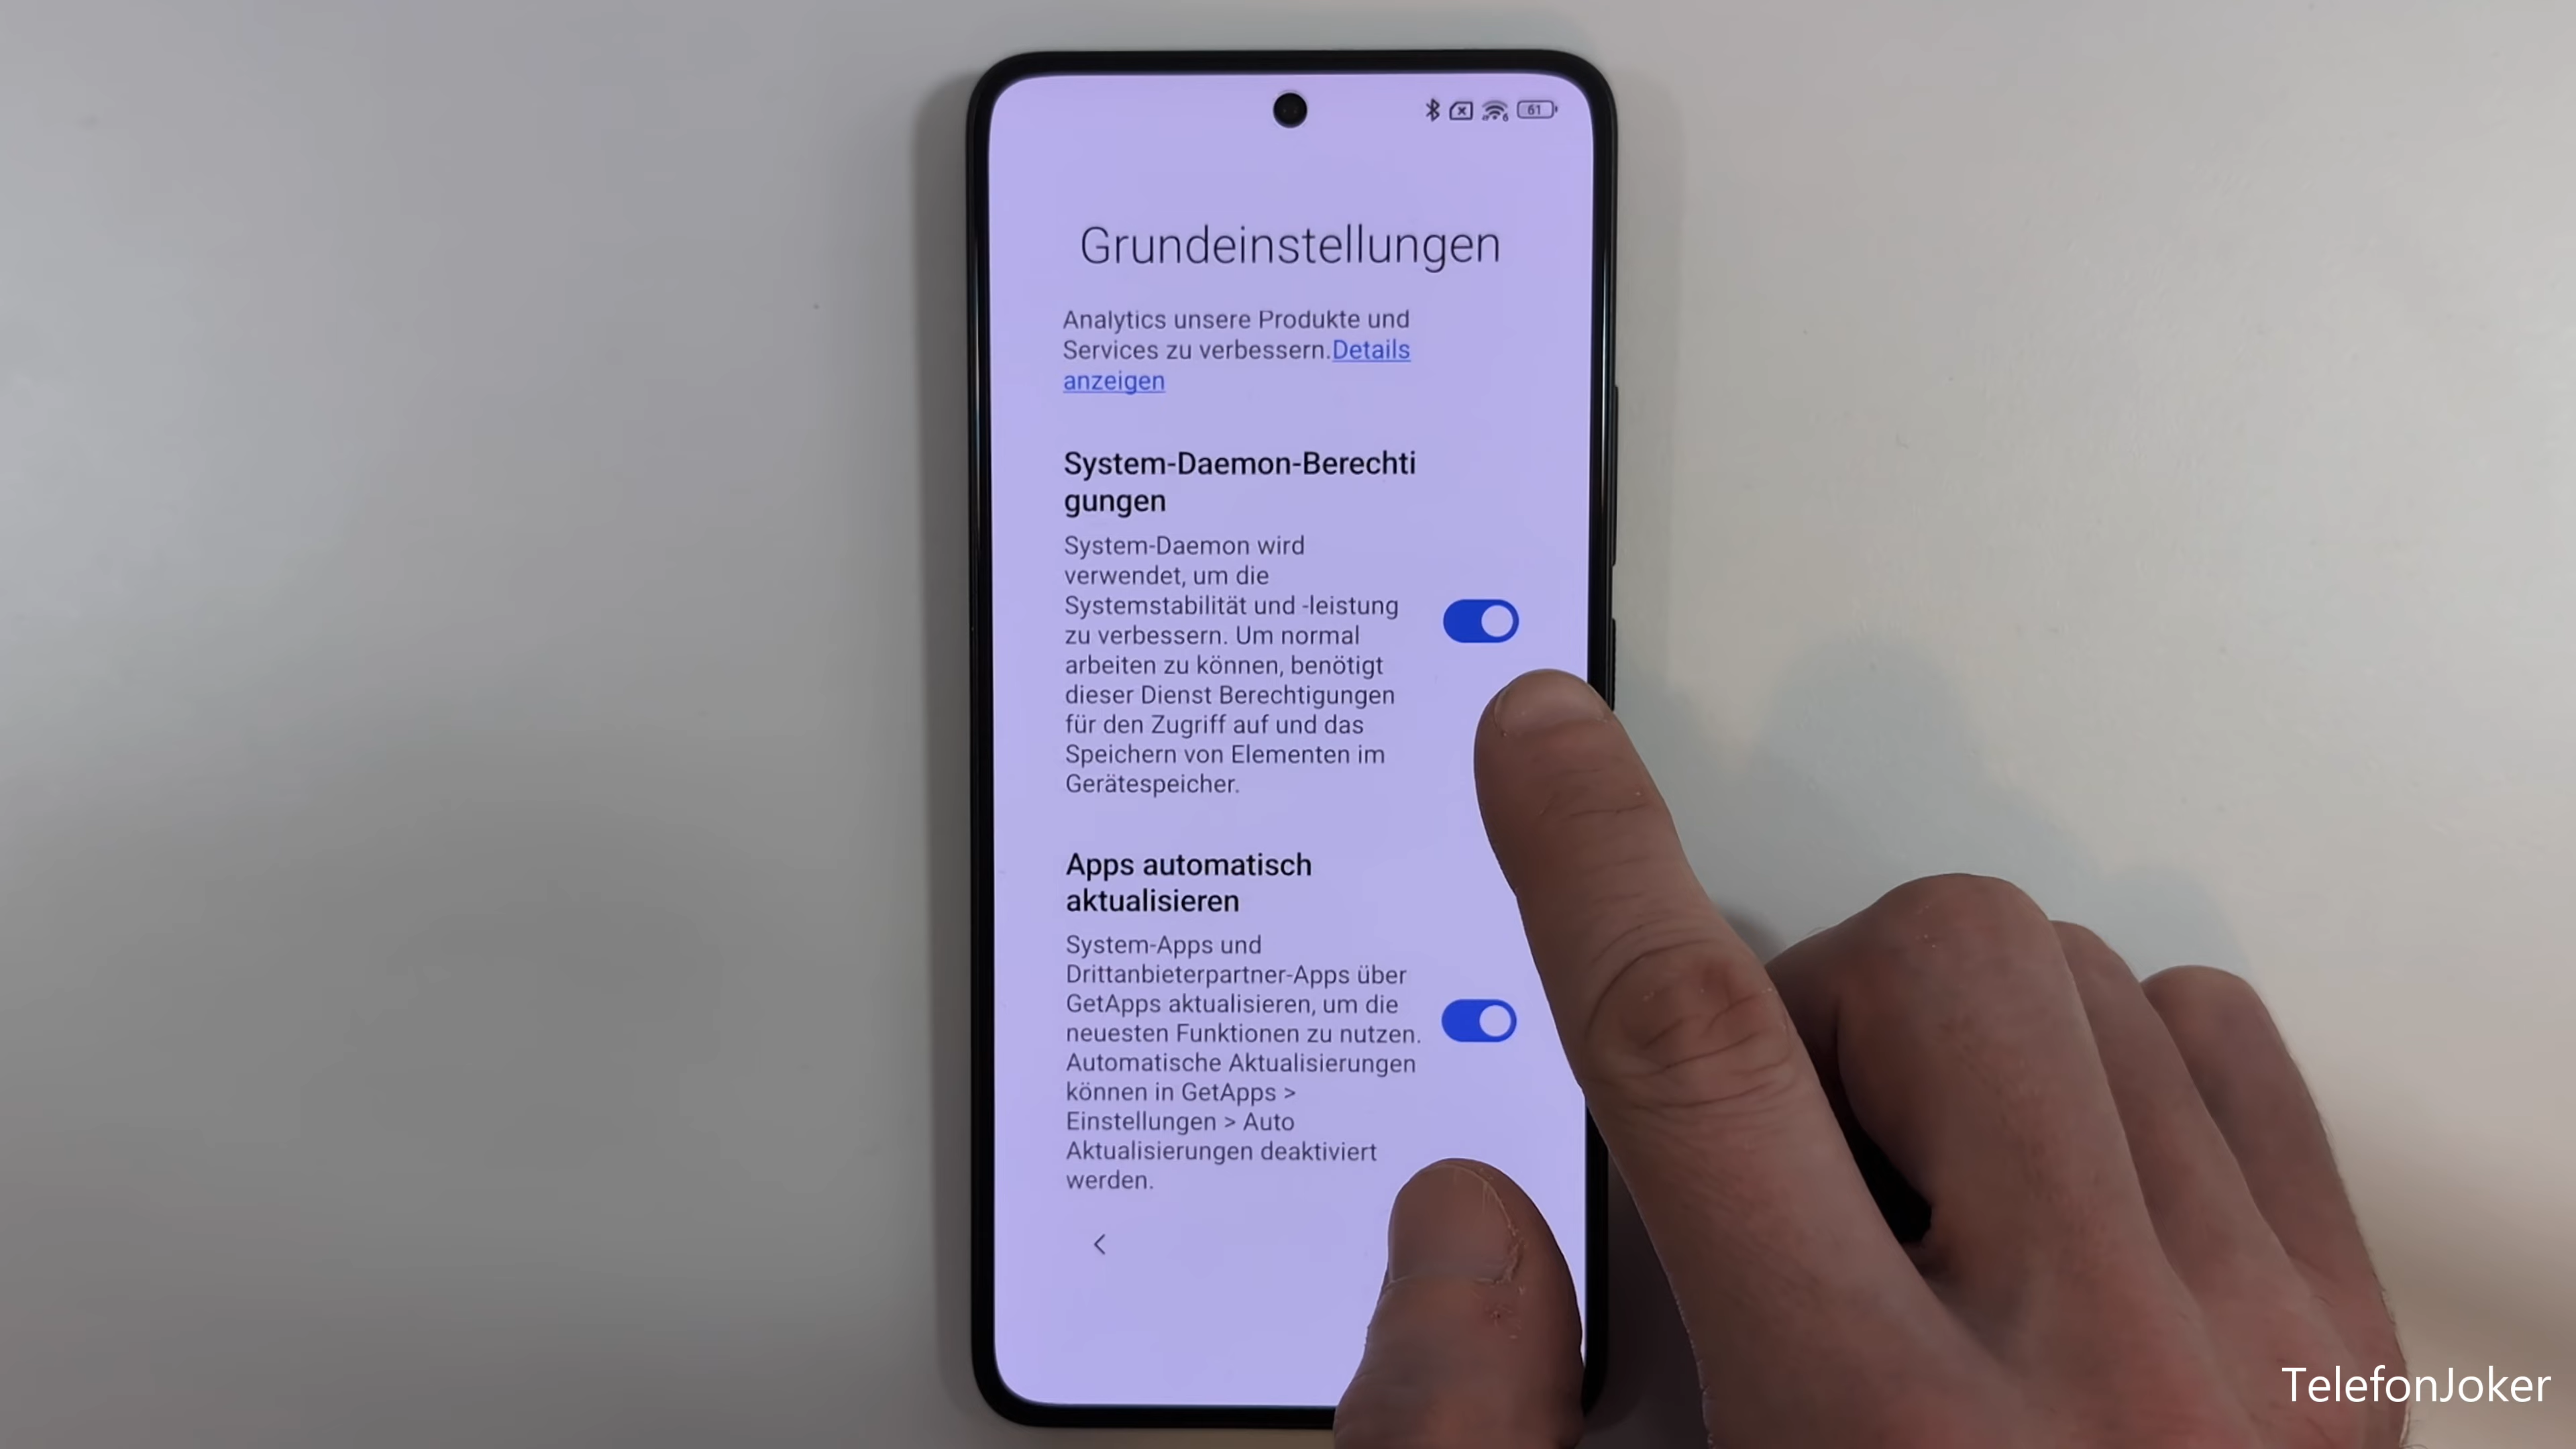 61
Grundeinstellungen
Analytics unsere Produkte und
Services zu verbessern.Details
anzeigen
System-Daemon-Berechti
gungen
System-Daemon wird
verwendet, um die
Systemstabilität und -leistung
zu verbessern. Um normal
arbeiten zu können, benötigt
dieser Dienst Berechtigungen
für den Zugriff auf und das
Speichern von Elementen im
Gerätespeicher.
Apps automatisch
aktualisieren
System-Apps und
Drittanbieterpartner-Apps über
GetApps aktualisieren, um die
neuesten Funktionen zu nutzen.
Automatische Aktualisierungen
können in GetApps >
Einstellungen > Auto
Aktualisierungen deaktiviert
werden.
TelefonJoker